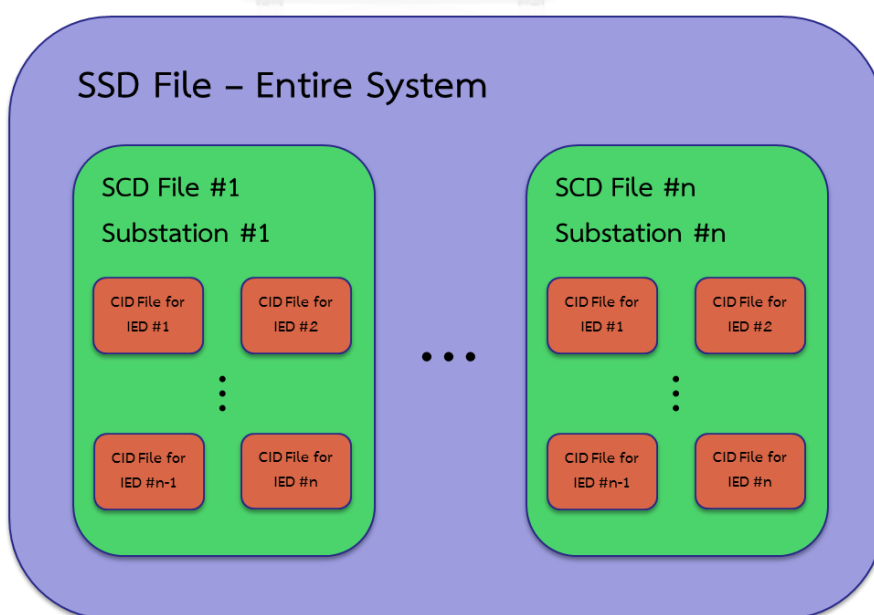 SSD File – Entire System
SCD File #1
Substation #1
CID File for
IED #1
CID File for
IED #2
CID File for
IED #n-1
CID File for
IED #n
SCD File #n
Substation #n
CID File for
IED #1
CID File for
IED #2
CID File for
IED #n-1
CID File for
IED #n